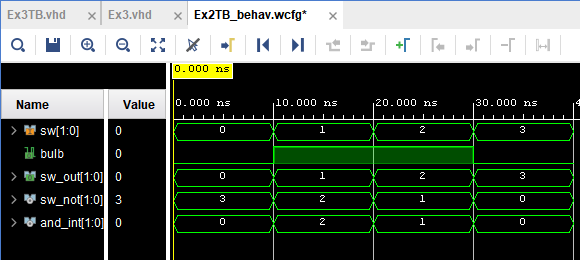 Ex3TB.vhd Ex3.vhd Ex2TB_behav.wcfg*
0.000 ns
Name Value 0.000 ns 10.000 ns 20.000 ns 30.000 ns 4
sw[1:0] 0 0 1 2 3
bulb 0
sw_out[1:0] 0 0 1 2 3
sw_not[1:0] 3 3 2 1 0
and_int[1:0] 0 0 2 1 0